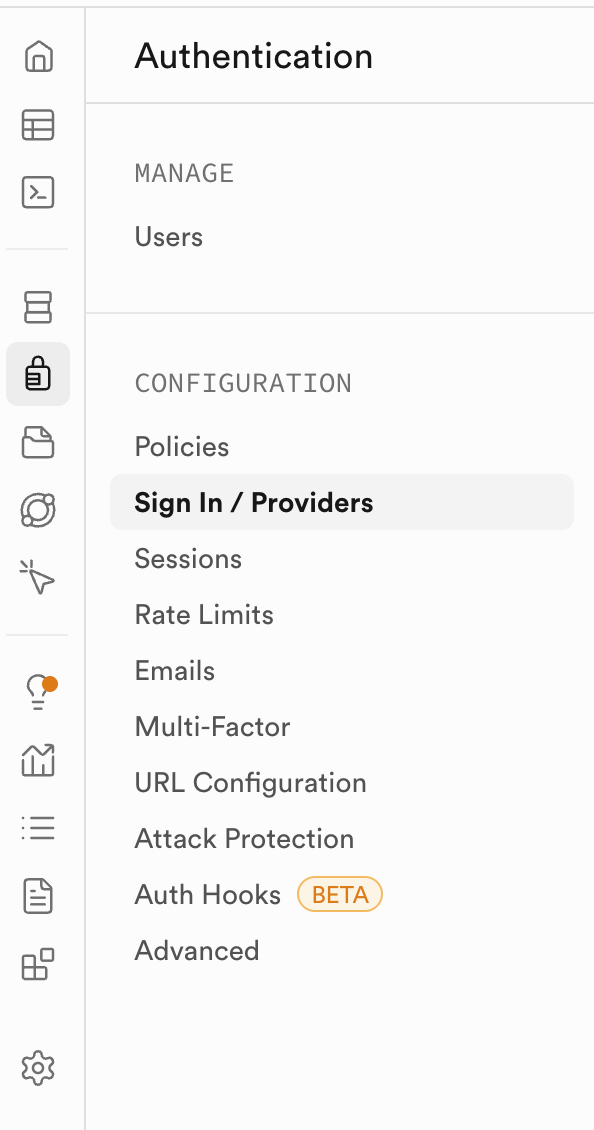 Authentication
MANAGE
Users
CONFIGURATION
Policies
Sign In / Providers
Sessions
Rate Limits
Emails
Multi-Factor
URL Configuration
Attack Protection
Auth Hooks BETA
Advanced